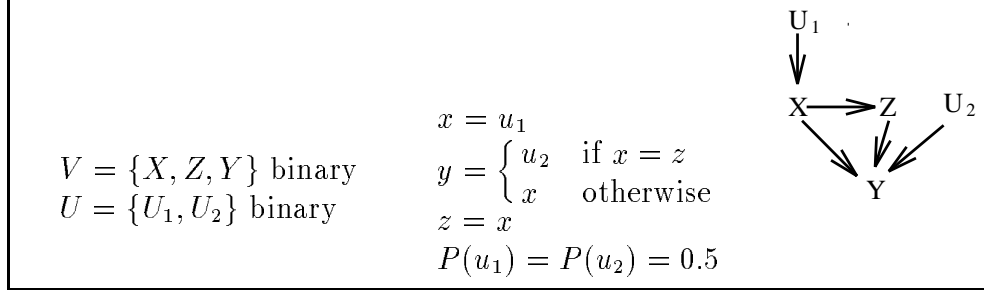 V = {X, Z, Y} binary
U = {U₁, U₂} binary
x = u₁
y = { u₂ if x = z
x otherwise
z = x
P(u₁) = P(u₂) = 0.5
U₁
X Z U₂
Y